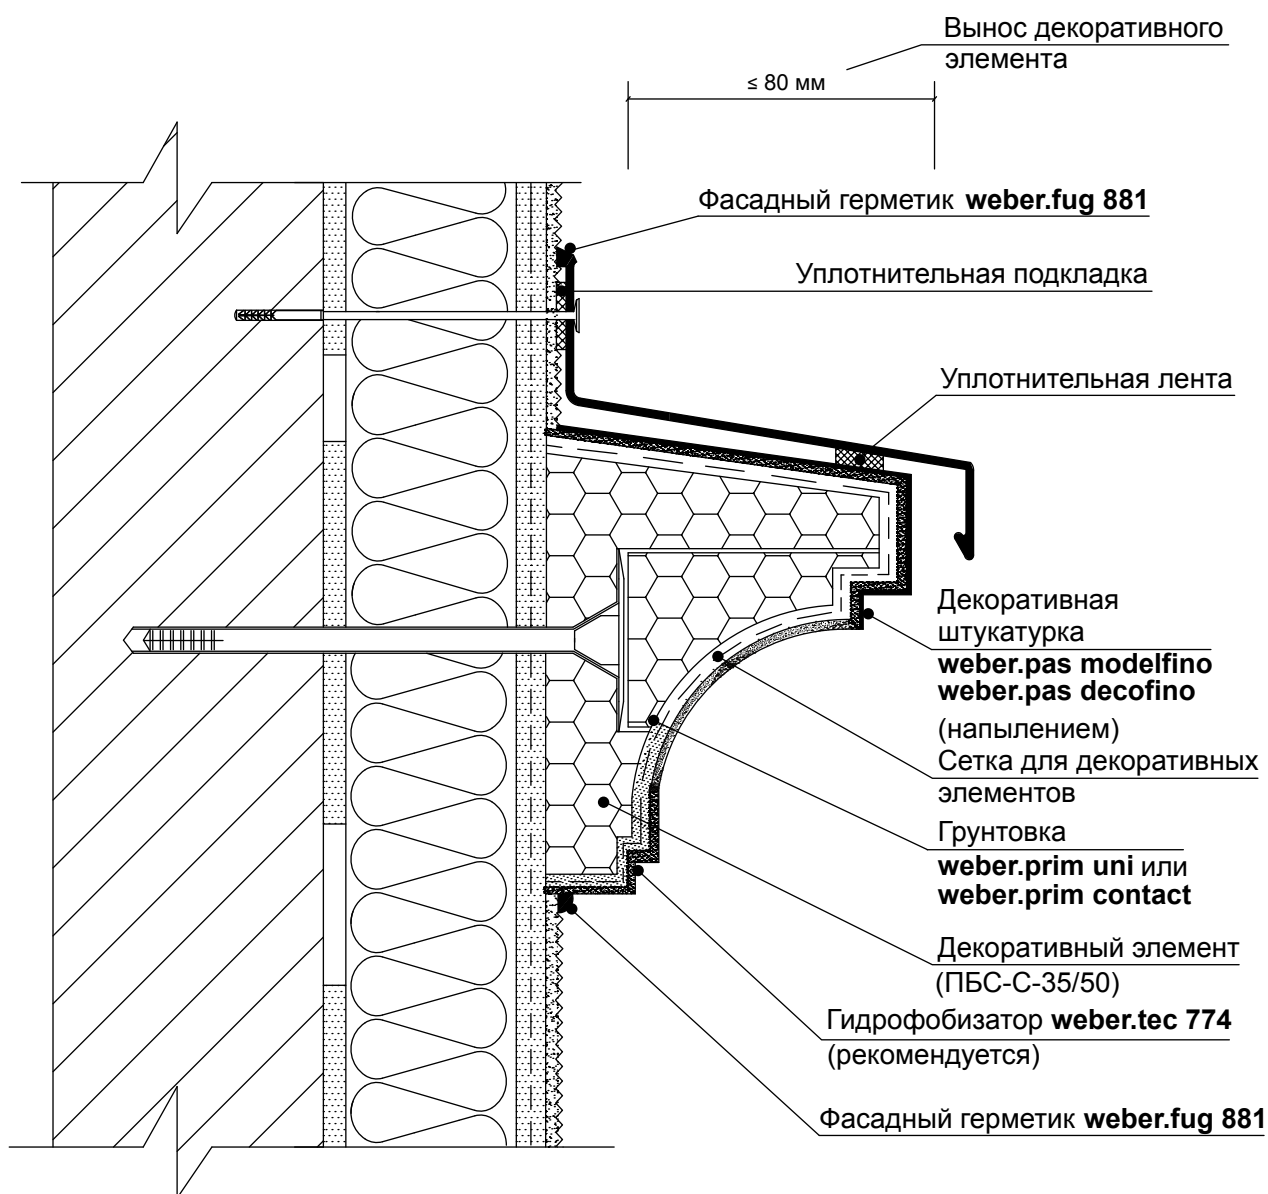 Вынос декоративного
элемента
≤ 80 мм
Фасадный герметик weber.fug 881
Уплотнительная подкладка
Уплотнительная лента
Декоративная
штукатурка
weber.pas modelfino
weber.pas decofino
(напылением)
Сетка для декоративных
элементов
Грунтовка
weber.prim uni или
weber.prim contact
Декоративный элемент
(ПБС-С-35/50)
Гидрофобизатор weber.tec 774
(рекомендуется)
Фасадный герметик weber.fug 881